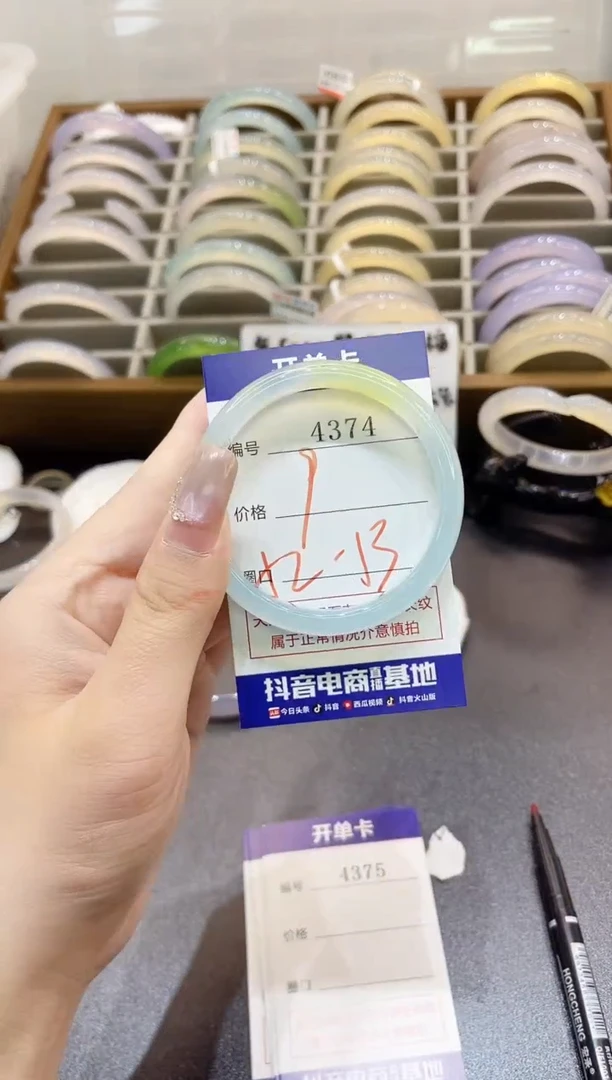 开单卡
编号 4374
价格
圈口 12-13
属于正常情况介意慎拍
抖音电商直播基地
今日头条 抖音 西瓜视频 抖音火山版
开单卡
编号 4375
价格
圈口
HONGCHENG